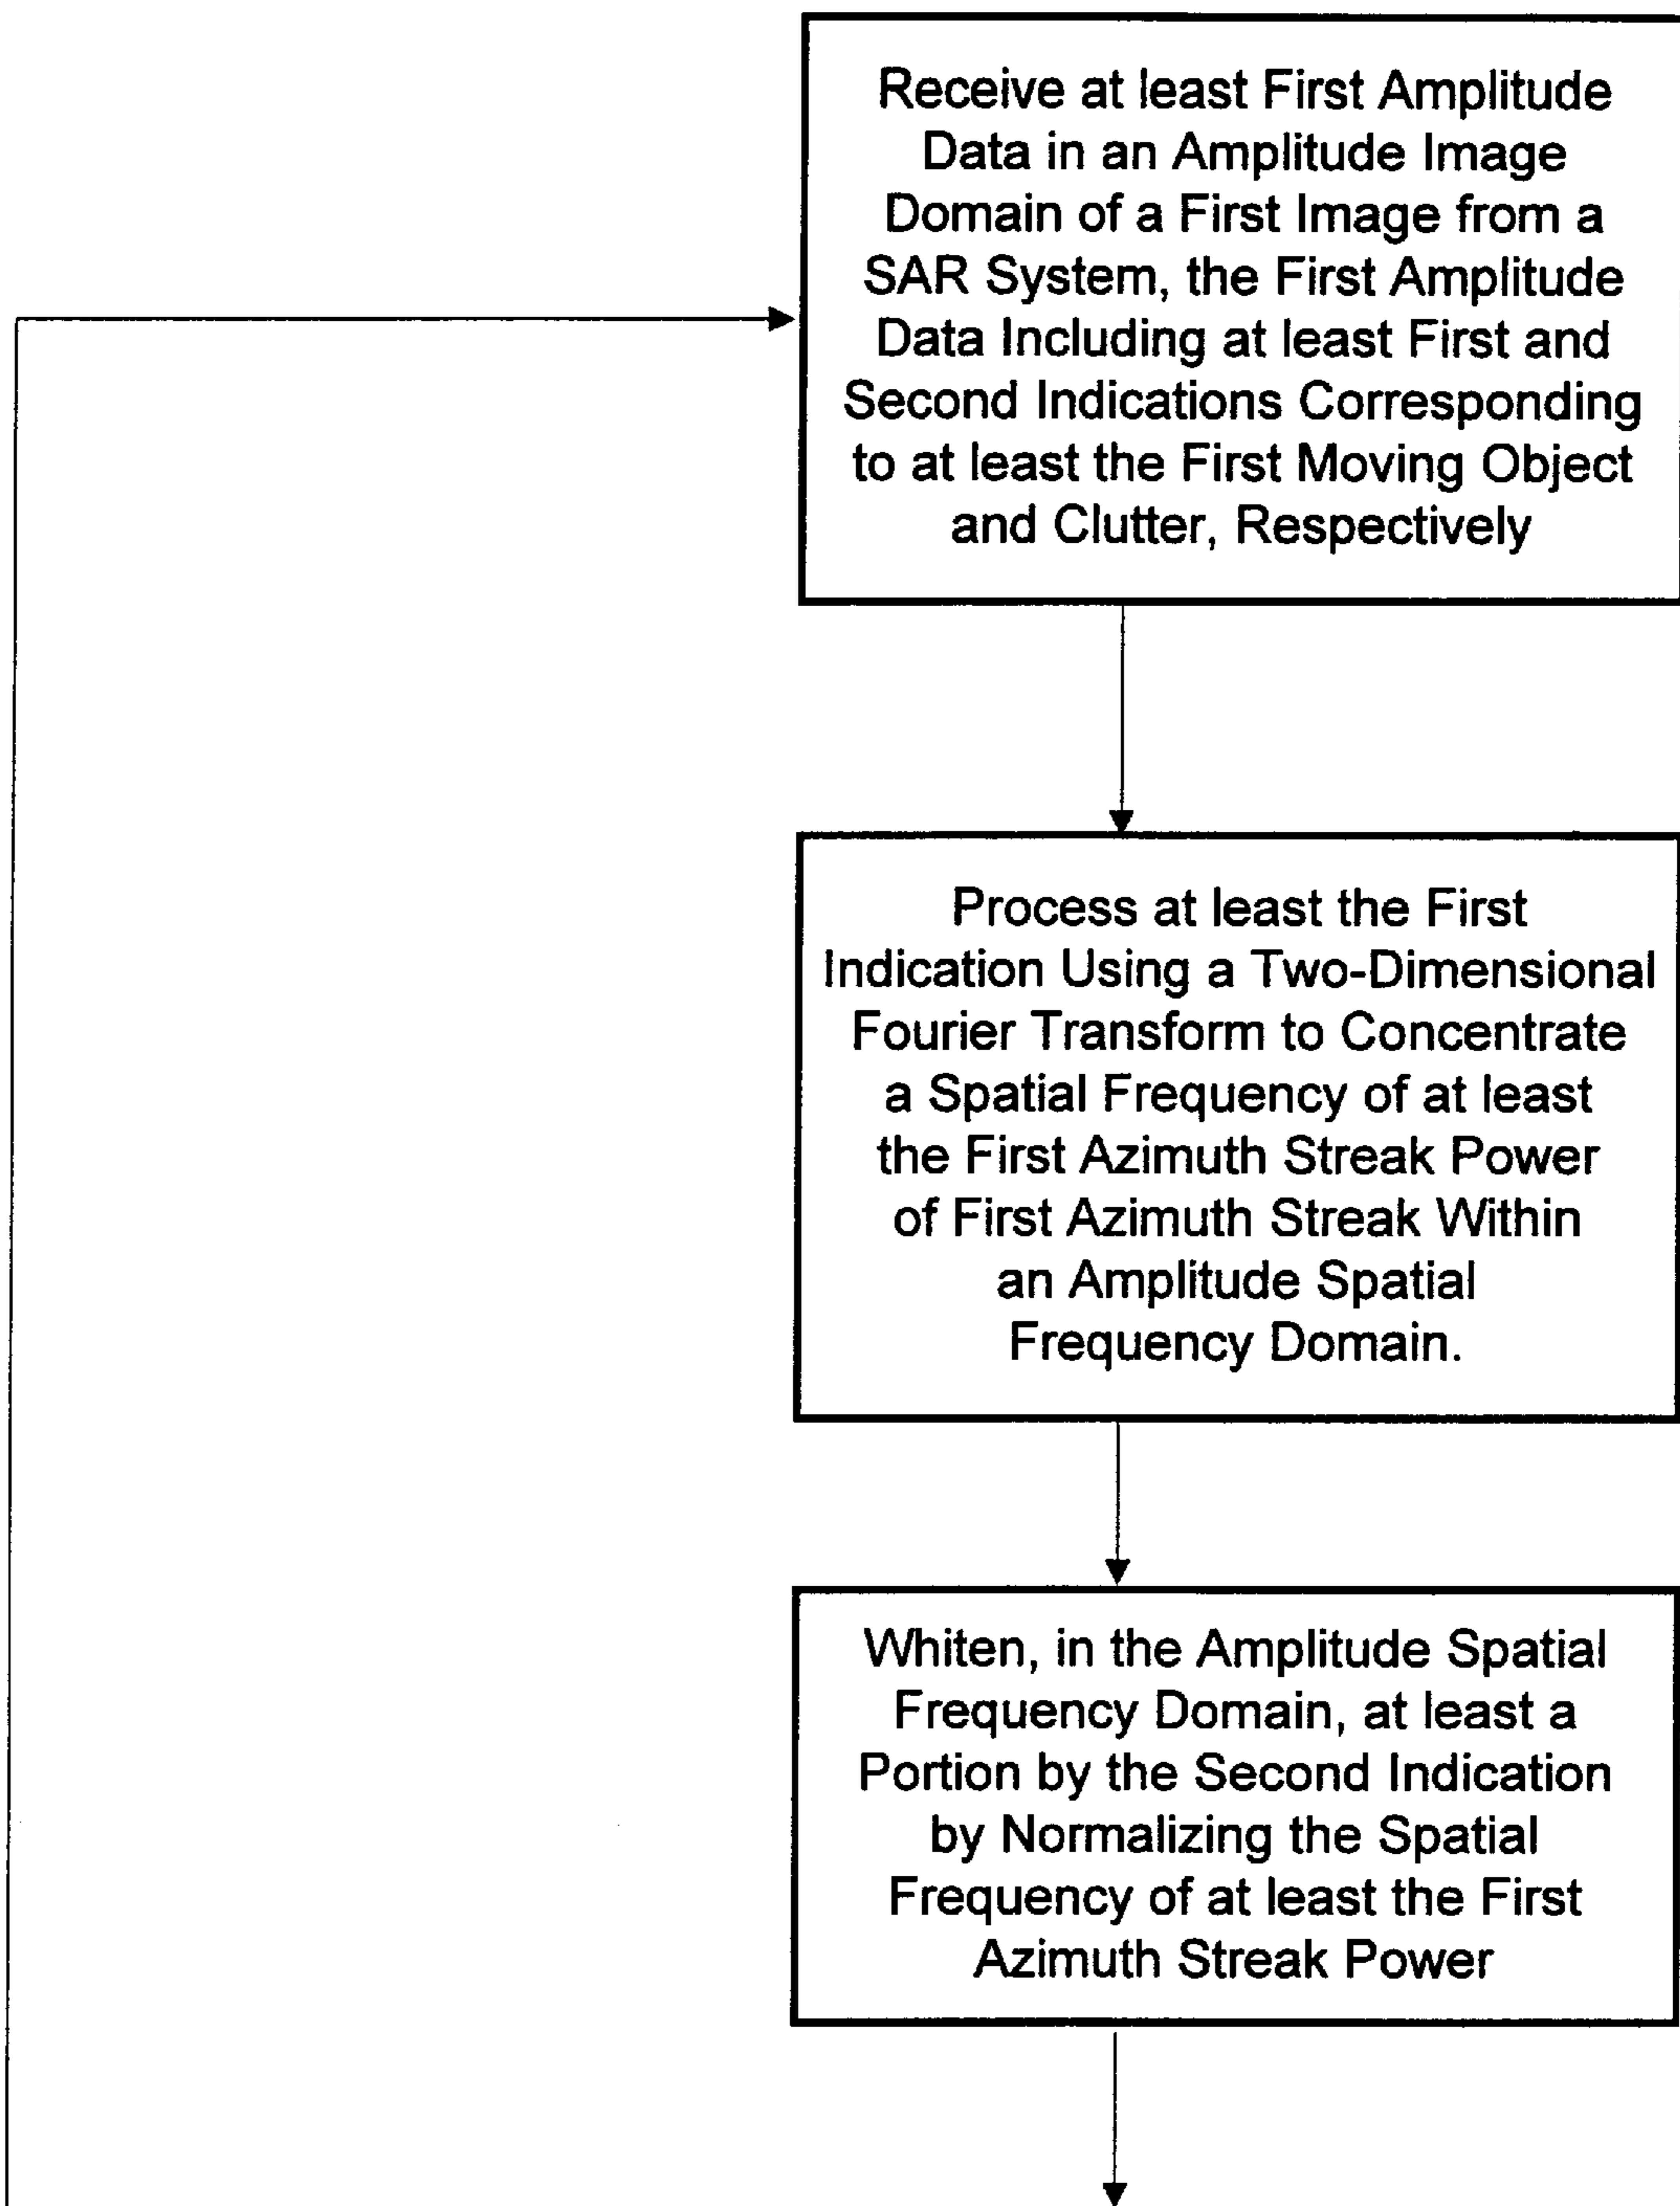 Receive at least First Amplitude
Data in an Amplitude Image
Domain of a First Image from a
SAR System, the First Amplitude
Data Including at least First and
Second Indications Corresponding
to at least the First Moving Object
and Clutter, Respectively
Process at least the First
Indication Using a Two-Dimensional
Fourier Transform to Concentrate
a Spatial Frequency of at least
the First Azimuth Streak Power
of First Azimuth Streak Within
an Amplitude Spatial
Frequency Domain.
Whiten, in the Amplitude Spatial
Frequency Domain, at least a
Portion by the Second Indication
by Normalizing the Spatial
Frequency of at least the First
Azimuth Streak Power